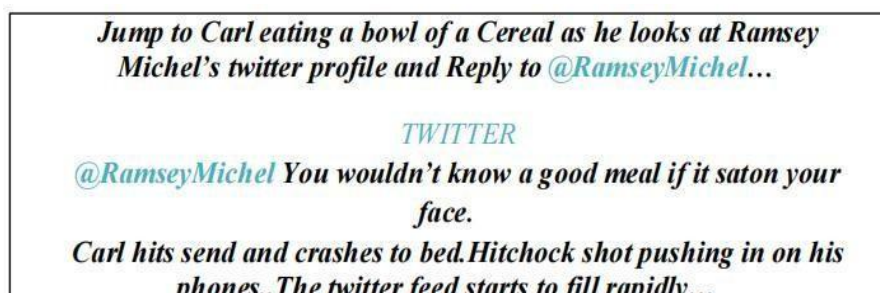 Jump to Carl eating a bowl of a Cereal as he looks at Ramsey
Michel’s twitter profile and Reply to @RamseyMichel…
TWITTER
@RamseyMichel You wouldn’t know a good meal if it saton your
face.
Carl hits send and crashes to bed.Hitchock shot pushing in on his
phones..The twitter feed starts to fill rapidly…